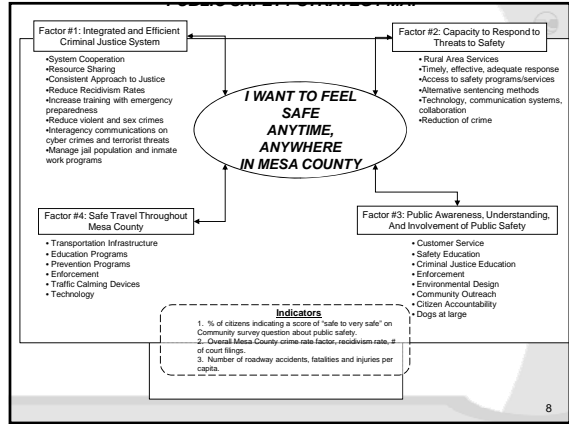 PUBLIC SAFETY STRATEGY MAP
Factor #1: Integrated and Efficient
Criminal Justice System
•System Cooperation
•Resource Sharing
•Consistent Approach to Justice
•Reduce Recidivism Rates
•Increase training with emergency
preparedness
•Reduce violent and sex crimes
•Interagency communications on
cyber crimes and terrorist threats
•Manage jail population and inmate
work programs
Factor #2: Capacity to Respond to
Threats to Safety
• Rural Area Services
•Timely, effective, adequate response
•Access to safety programs/services
•Alternative sentencing methods
•Technology, communication systems,
collaboration
•Reduction of crime
I WANT TO FEEL
SAFE
ANYTIME,
ANYWHERE
IN MESA COUNTY
Factor #4: Safe Travel Throughout
Mesa County
• Transportation Infrastructure
• Education Programs
• Prevention Programs
• Enforcement
• Traffic Calming Devices
• Technology
Factor #3: Public Awareness, Understanding,
And Involvement of Public Safety
• Customer Service
• Safety Education
• Criminal Justice Education
• Enforcement
• Environmental Design
• Community Outreach
• Citizen Accountability
• Dogs at large
Indicators
1. % of citizens indicating a score of "safe to very safe" on
Community survey question about public safety.
2. Overall Mesa County crime rate factor, recidivism rate, #
of court filings.
3. Number of roadway accidents, fatalities and injuries per
capita.
8